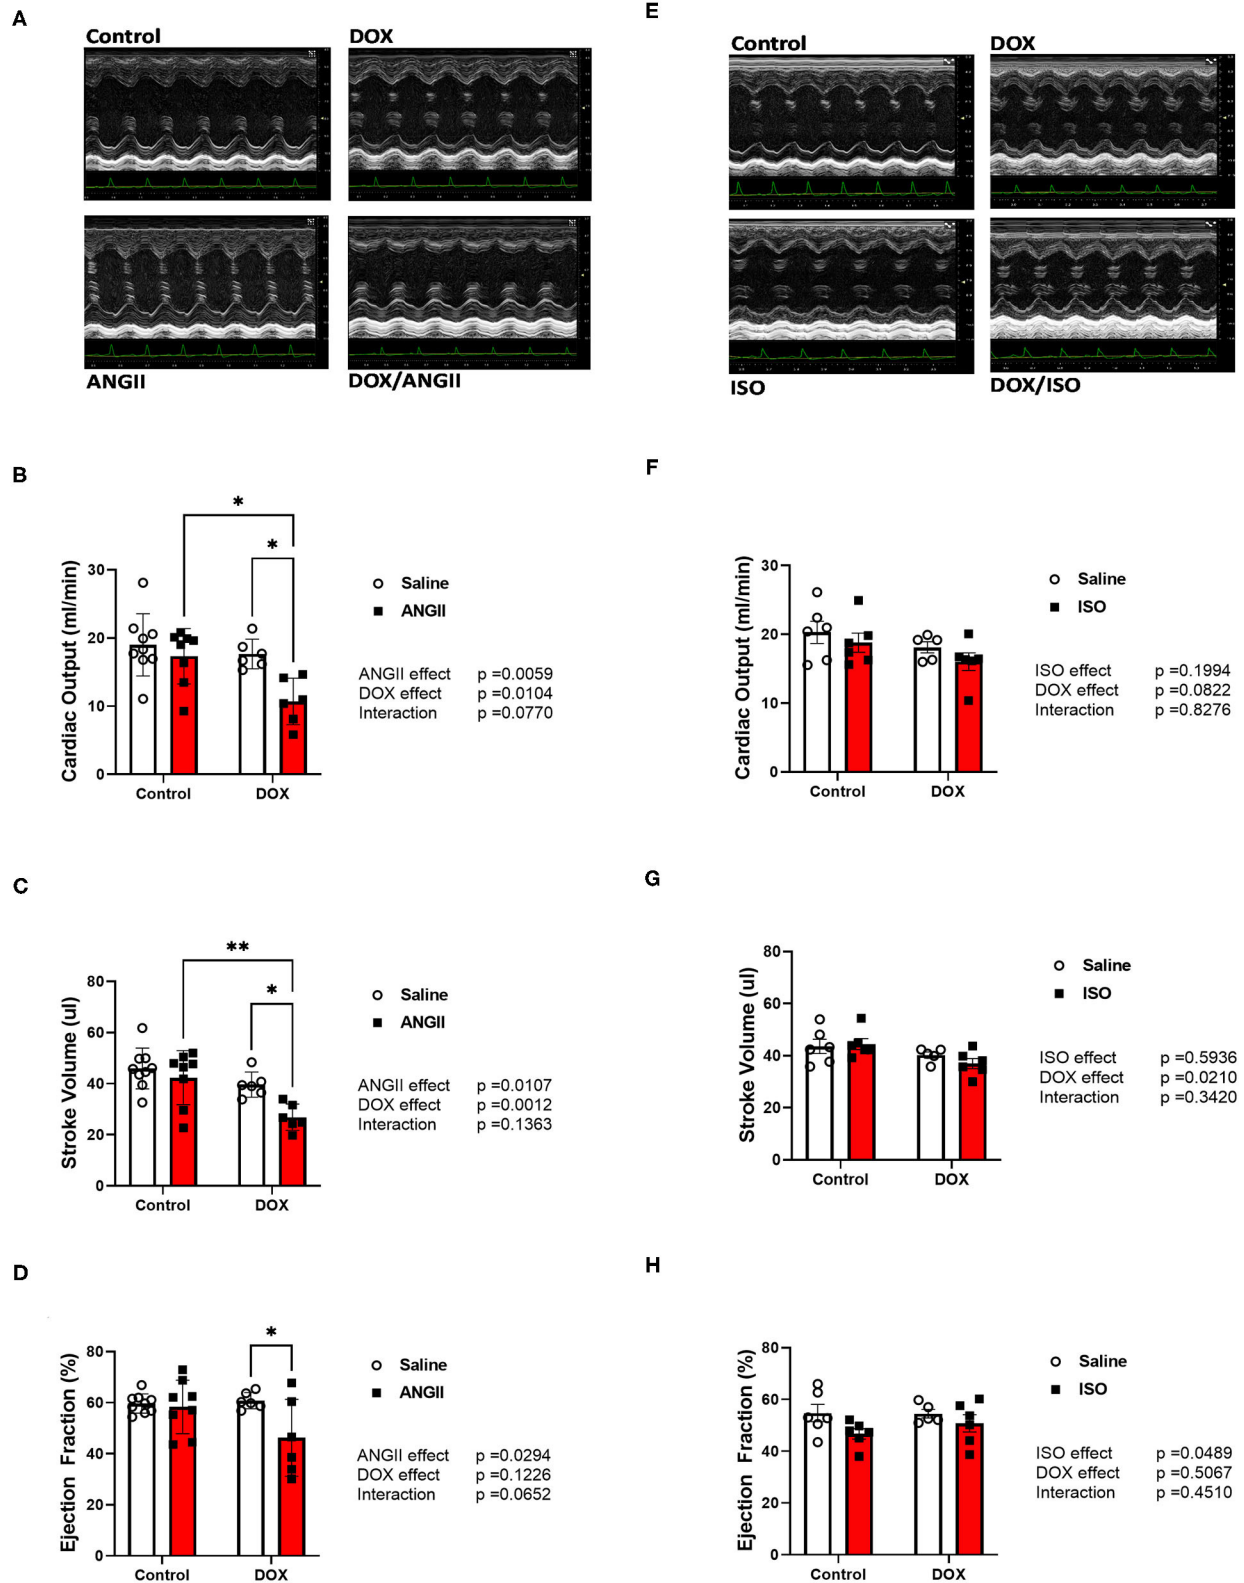 A
Control
DOX
ANGII
DOX/ANGII
B
Cardiac Output (ml/min)
30
20
10
0
*
*
Control
DOX
Saline
ANGII
ANGII effect p =0.0059
DOX effect p =0.0104
Interaction p =0.0770
C
Stroke Volume (ul)
80
60
40
20
0
**
*
Control
DOX
Saline
ANGII
ANGII effect p =0.0107
DOX effect p =0.0012
Interaction p =0.1363
D
Ejection Fraction (%)
80
60
40
20
0
*
Control
DOX
Saline
ANGII
ANGII effect p =0.0294
DOX effect p =0.1226
Interaction p =0.0652
E
Control
DOX
ISO
DOX/ISO
F
Cardiac Output (ml/min)
30
20
10
0
Control
DOX
Saline
ISO
ISO effect p =0.1994
DOX effect p =0.0822
Interaction p =0.8276
G
Stroke Volume (ul)
80
60
40
20
0
Control
DOX
Saline
ISO
ISO effect p =0.5936
DOX effect p =0.0210
Interaction p =0.3420
H
Ejection Fraction (%)
80
60
40
20
0
Control
DOX
Saline
ISO
ISO effect p =0.0489
DOX effect p =0.5067
Interaction p =0.4510